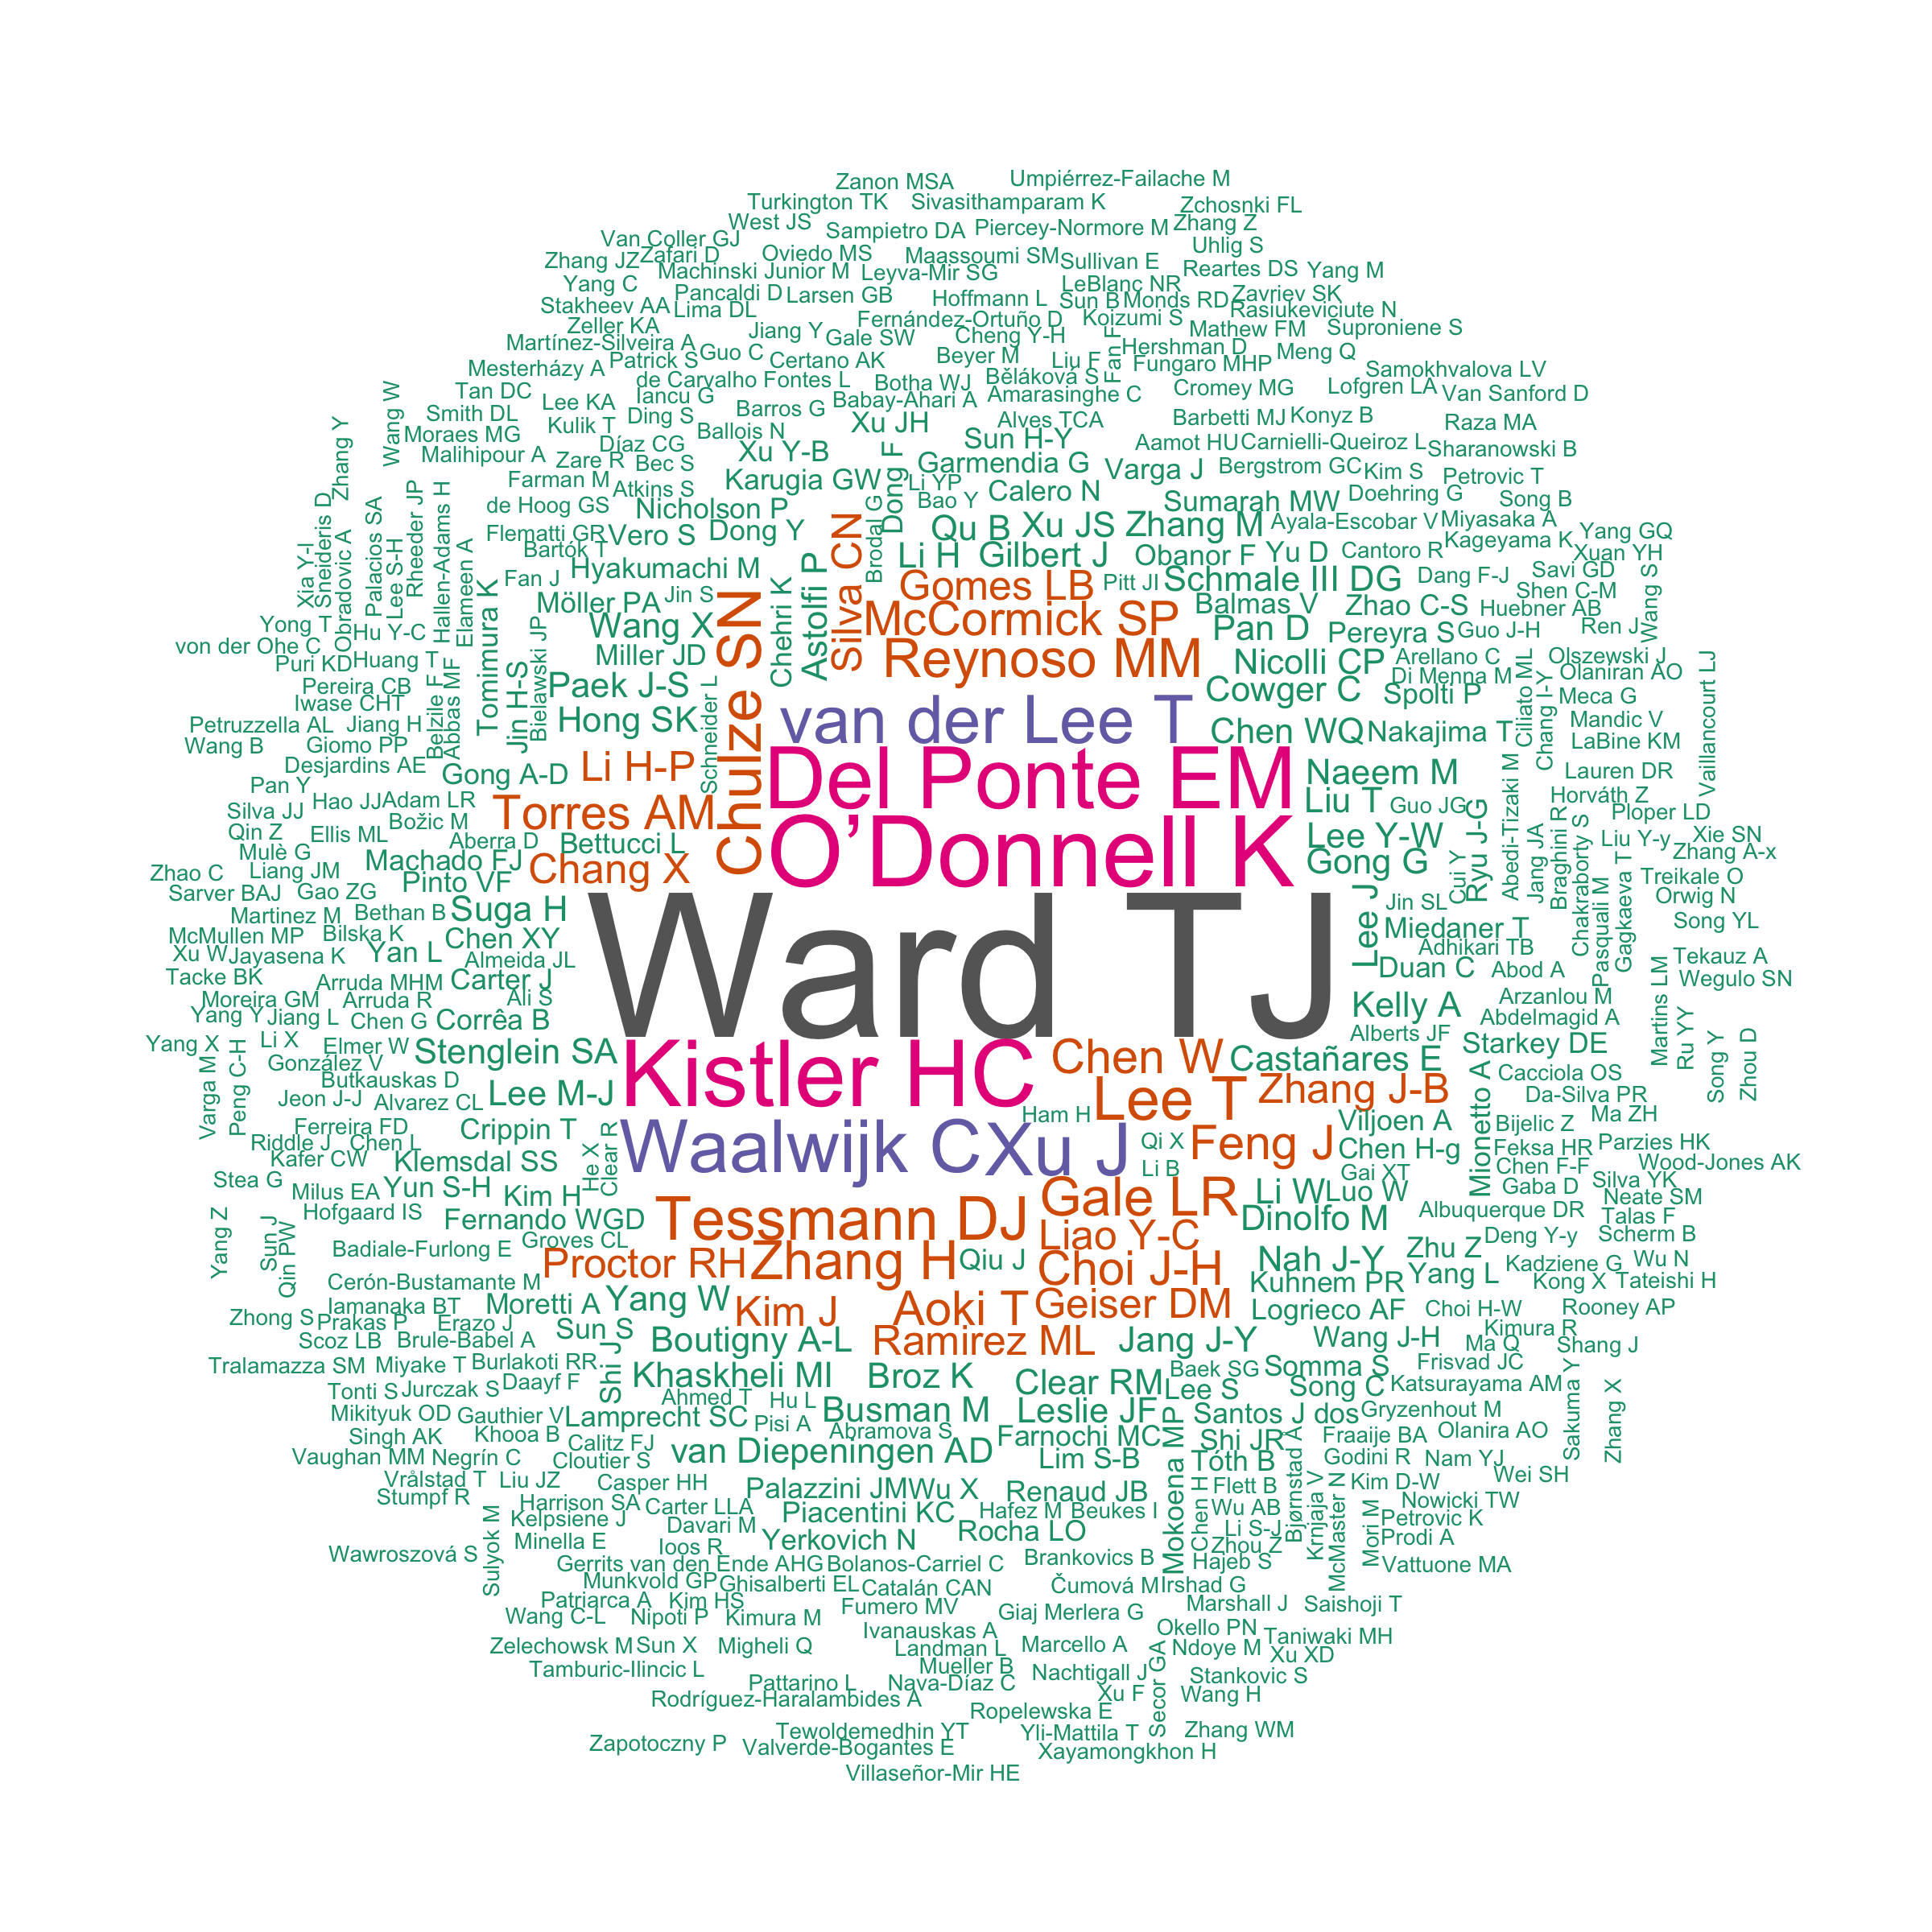 Zanon MSA
Umpiérrez-Failache M
Turkington TK
Sivasithamparam K
Zchosnki FL
West JS
Sampietro DA
Piercey-Normore M
Zhang Z
Van Coller GJ
Uhlig S
Zhang JZ
Zafari D
Oviedo MS
Maassoumi SM
Sullivan E
Reartes DS
Yang M
Yang C
Machinski Junior M
Leyva-Mir SG
LeBlanc NR
Stakheev AA
Pancaldi D
Larsen GB
Hoffmann L
Sun B
Monds RD
Zavriev SK
Lima DL
Rasiukeviciute N
Zeller KA
Jiang Y
Gale SW
Fernández-Ortuño D
Koizumi S
Mathew FM
Suproniene S
Martínez-Silveira A
Cheng Y-H
Fan F
Hershman D
Meng Q
Mesterházy A
Patrick S
Guo C
Certano AK
Beyer M
Liu F
Fungaro MHP
Samokhvalova LV
Tan DC
de Carvalho Fontes L
Botha WJ
Běláková S
Cromey MG
Lofgren LA
Van Sanford D
Wang W
Lee KA
Iancu G
Babay-Ahari A
Amarasinghe C
Smith DL
Kulik T
Ding S
Barros G
Xu JH
Alves TCA
Barbetti MJ
Konyz B
Raza MA
Zhang Y
Moraes MG
Díaz CG
Ballois N
Sun H-Y
Aamot HU
Carnielli-Queiroz L
Sharanowski B
Malihipour A
Zare R
Bec S
Xu Y-B
Dong F
Garmendia G
Varga J
Bergstrom GC
Kim S
Petrovic T
Farman M
Atkins S
Karugia GW
Li YP
Calero N
Sumarah MW
Doehring G
Song B
de Hoog GS
Nicholson P
Brodal G
Bao Y
Flematti GR
Vero S
Dong Y
Silva CN
Qu B
Xu JS
Zhang M
Ayala-Escobar V
Miyasaka A
Yang GQ
Bartók T
Li H
Gilbert J
Obanor F
Yu D
Cantoro R
Kageyama K
Xuan YH
Xia Y-I
Sneideris D
Obradovic A
Palacios SA
Lee S-H
Rheeder JP
Hallen-Adams H
Elameen A
Fan J
Hyakumachi M
Astolfi P
Chehri K
Gomes LB
Pitt JI
Schmale III DG
Dang F-J
Savi GD
Shen C-M
Wang S
Tomimura K
Möller PA
Jin S
Chulze SN
McCormick SP
Balmas V
Zhao C-S
Huebner AB
Yong T
Hu Y-C
Wang X
Pan D
Pereyra S
Guo J-H
Ren J
von der Ohe C
Puri KD
Huang T
Miller JD
Reynoso MM
Nicolli CP
Arellano C
Olszewski J
Di Menna M
Olaniran AO
Pereira CB
Jin H-S
Bielawski JP
Paek J-S
Schneider L
Cowger C
Spolti P
Ciliato ML
Chang I-Y
Meca G
Vaillancourt LJ
Iwase CHT
Belzile F
Abbas MF
Petruzzella AL
Jiang H
Hong SK
van der Lee T
Chen WQ
Nakajima T
Mandic V
Wang B
Giomo PP
LaBine KM
Desjardins AE
Gong A-D
Li H-P
Del Ponte EM
Naeem M
Abedi-Tizaki M
Lauren DR
Pan Y
Horváth Z
Silva JJ
Hao JJ
Adam LR
Torres AM
Liu T
Guo JG
Ryu J-G
Jang JA
Braghini R
Chakraborty S
Ploper LD
Qin Z
Ellis ML
Božic M
Aberra D
Bettucci L
O’Donnell K
Lee Y-W
Liu Y-y
Xie SN
Mulè G
Machado FJ
Chang X
Gong G
Cui Y
Gagkaeva T
Pasquali M
Zhang A-x
Zhao C
Liang JM
Pinto VF
Treikale O
Sarver BAJ
Gao ZG
Suga H
Ward TJ
Lee J
Jin SL
Orwig N
Martinez M
Bethan B
Miedaner T
Song YL
McMullen MP
Bilska K
Chen XY
Adhikari TB
Xu W
Jayasena K
Yan L
Almeida JL
Duan C
Abod A
Tekauz A
Tacke BK
Arruda MHM
Carter J
Martins LM
Wegulo SN
Moreira GM
Arruda R
Ali S
Kelly A
Arzanlou M
Yang Y
Jiang L
Chen G
Corrêa B
Abdelmagid A
Ru YY
Song Y
Zhou D
Yang X
Li X
Elmer W
Alberts JF
Starkey DE
Varga M
Peng C-H
González V
Stenglein SA
Kistler HC
Chen W
Castañares E
Mionetto A
Cacciola OS
Butkauskas D
Jeon J-J
Alvarez CL
Lee M-J
Lee T
Zhang J-B
Da-Silva PR
Ferreira FD
Crippin T
Ham H
Viljoen A
Bijelic Z
Ma ZH
Riddle J
Chen L
Clear R
He X
Waalwijk C
Xu J
Qi X
Feng J
Chen H-g
Feksa HR
Parzies HK
Kafer CW
Klemsdal SS
Li B
Gai XT
Chen F-F
Wood-Jones AK
Stea G
Milus EA
Yun S-H
Kim H
Gale LR
Li W
Luo W
Gaba D
Silva YK
Neate SM
Hofgaard IS
Fernando WGD
Tessmann DJ
Dinolfo M
Albuquerque DR
Talas F
Yang Z
Sun J
Qin PW
Badiale-Furlong E
Groves CL
Liao Y-C
Deng Y-y
Scherm B
Proctor RH
Zhang H
Qiu J
Choi J-H
Nah J-Y
Zhu Z
Kadziene G
Wu N
Cerón-Bustamante M
Kuhnem PR
Yang L
Kong X
Tateishi H
Iamanaka BT
Moretti A
Yang W
Kim J
Aoki T
Geiser DM
Logrieco AF
Choi H-W
Rooney AP
Zhong S
Prakas P
Erazo J
Sun S
Kimura R
Scoz LB
Brule-Babel A
Shi J
Boutigny A-L
Ramirez ML
Jang J-Y
Wang J-H
Ma Q
Shang J
Tralamazza SM
Miyake T
Burlakoti RR
Khaskheli MI
Broz K
Clear RM
Baek SG
Somma S
Frisvad JC
Tonti S
Jurczak S
Daayf F
Ahmed T
Hu L
Lee S
Song C
Katsurayama AM
Sakuma Y
Zhang X
Mikityuk OD
Gauthier V
Lamprecht SC
Busman M
Leslie JF
Santos J dos
Gryzenhout M
Singh AK
Khooa B
Pisi A
Abramova S
Farnochi MC
Mokoena MP
Shi JR
Fraaije BA
Olanira AO
Calitz FJ
Vaughan MM
Negrín C
Cloutier S
van Diepeningen AD
Lim S-B
Tóth B
Bjørnstad A
Godini R
Nam YJ
Vrålstad T
Liu JZ
Casper HH
Palazzini JM
Wu X
Renaud JB
Flett B
Krnjaja V
McMaster N
Kim D-W
Wei SH
Stumpf R
Harrison SA
Carter LLA
Piacentini KC
Hafez M
Beukes I
Chen H
Wu AB
Mori M
Nowicki TW
Sulyok M
Kelpsiene J
Davari M
Yerkovich N
Rocha LO
Li S-J
Petrovic K
Minella E
Ioos R
Zhou Z
Prodi A
Wawroszová S
Gerrits van den Ende AHG
Bolanos-Carriel C
Brankovics B
Hajeb S
Vattuone MA
Munkvold GP
Ghisalberti EL
Catalán CAN
Čumová M
Irshad G
Patriarca A
Kim HS
Fumero MV
Giaj Merlera G
Marshall J
Saishoji T
Wang C-L
Nipoti P
Kimura M
Ivanauskas A
Okello PN
Taniwaki MH
Zelechowsk M
Sun X
Migheli Q
Landman L
Marcello A
Ndoye M
Xu XD
Tamburic-Ilincic L
Mueller B
Nachtigall J
Secor GA
Stankovic S
Pattarino L
Nava-Díaz C
Xu F
Wang H
Rodríguez-Haralambides A
Ropelewska E
Tewoldemedhin YT
Yli-Mattila T
Zhang WM
Zapotoczny P
Valverde-Bogantes E
Xayamongkhon H
Villaseñor-Mir HE